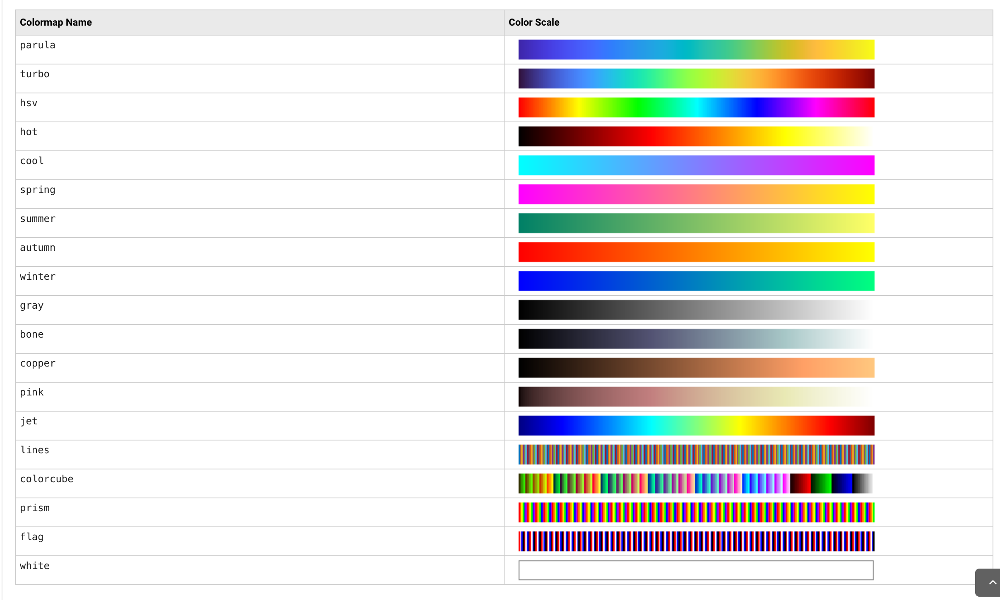 Colormap Name Color Scale
parula
turbo
hsv
hot
cool
spring
summer
autumn
winter
gray
bone
copper
pink
jet
lines
colorcube
prism
flag
white